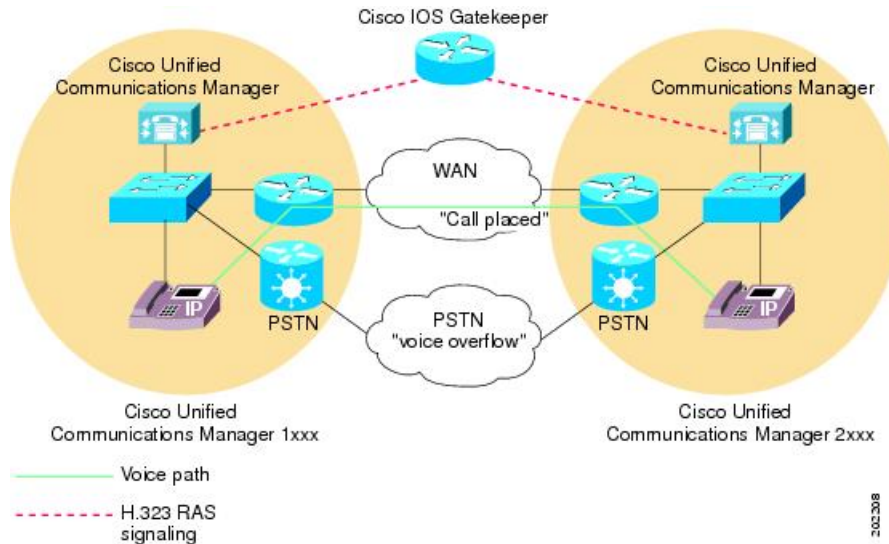 Cisco IOS Gatekeeper
Cisco Unified
Communications Manager
Cisco Unified
Communications Manager
WAN
"Call placed"
IP
PSTN
PSTN
"voice overflow"
PSTN
IP
Cisco Unified
Communications Manager 1xxx
Cisco Unified
Communications Manager 2xxx
Voice path
H.323 RAS
signaling
202208